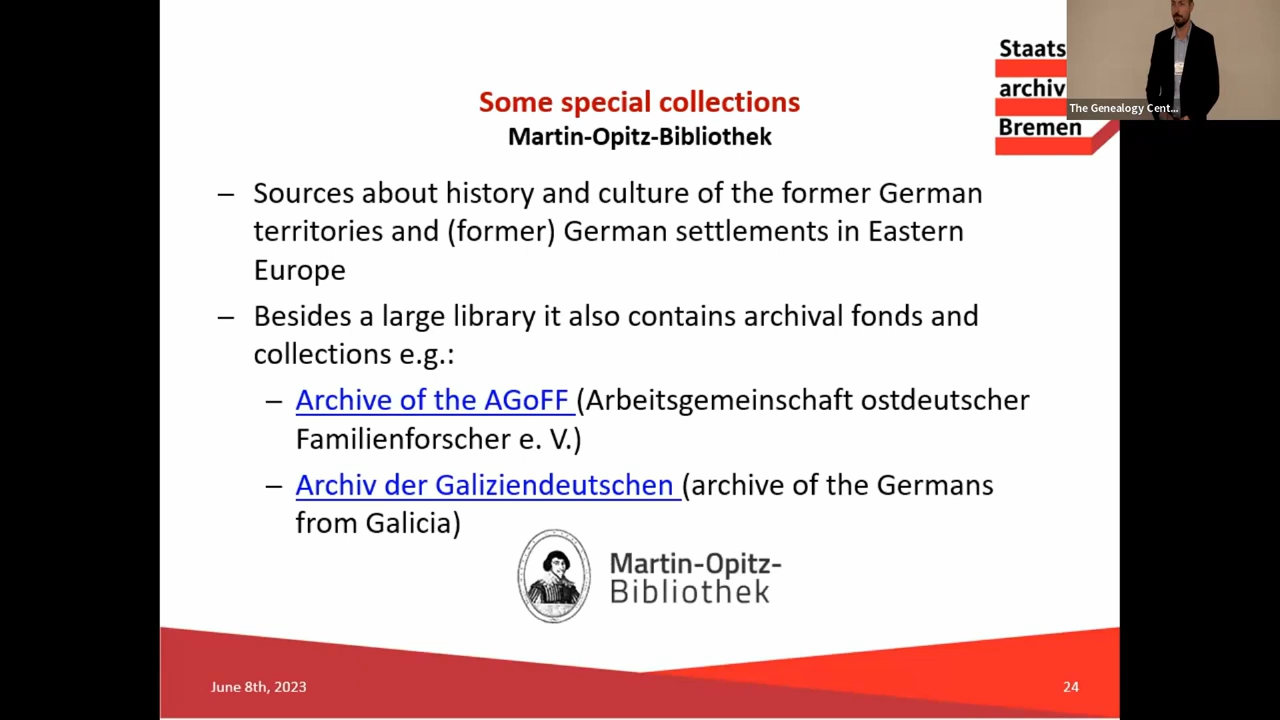 Some special collections
Martin-Opitz-Bibliothek
Staats
archiv
Bremen
The Genealogy Cent...
– Sources about history and culture of the former German
territories and (former) German settlements in Eastern
Europe
– Besides a large library it also contains archival fonds and
collections e.g.:
– Archive of the AGoFF (Arbeitsgemeinschaft ostdeutscher
Familienforscher e. V.)
– Archiv der Galiziendeutschen (archive of the Germans
from Galicia)
Martin-Opitz-
Bibliothek
June 8th, 2023
24